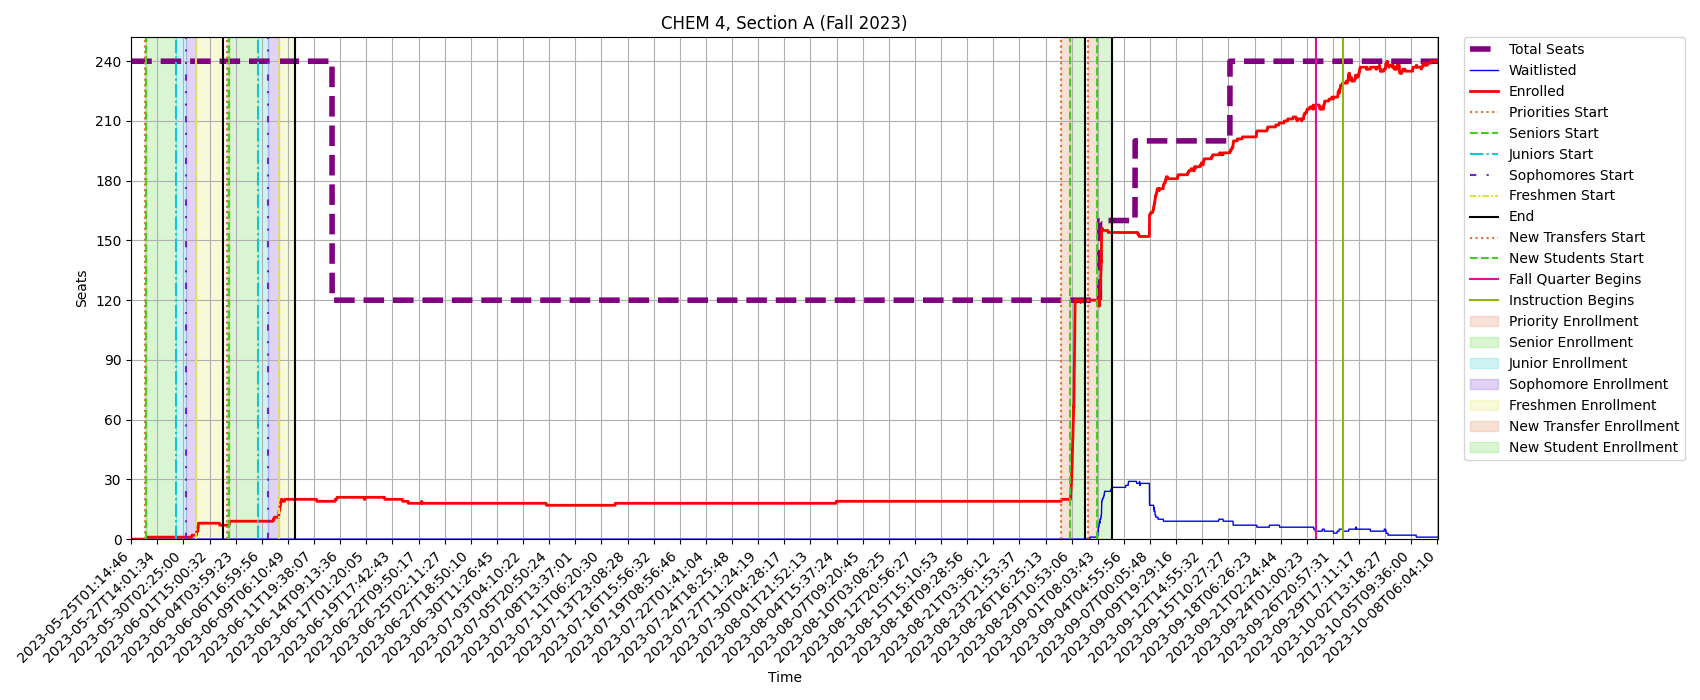 CHEM 4, Section A (Fall 2023)
Seats
240
210
180
150
120
90
60
30
0
2023-05-25T01:14:46
2023-05-27T14:01:34
2023-05-30T02:25:00
2023-06-01T15:00:32
2023-06-04T03:59:23
2023-06-06T16:59:56
2023-06-09T06:10:49
2023-06-11T19:38:07
2023-06-14T09:13:36
2023-06-17T01:20:05
2023-06-19T17:42:43
2023-06-22T09:50:17
2023-06-25T02:11:27
2023-06-27T18:50:10
2023-06-30T11:26:45
2023-07-03T04:10:22
2023-07-05T20:50:24
2023-07-08T13:37:01
2023-07-11T06:20:30
2023-07-13T23:08:28
2023-07-16T15:56:32
2023-07-19T08:56:46
2023-07-22T01:41:04
2023-07-24T18:25:48
2023-07-27T11:24:19
2023-07-30T04:28:17
2023-08-01T21:52:13
2023-08-04T15:37:24
2023-08-07T09:20:45
2023-08-10T03:08:25
2023-08-12T20:56:27
2023-08-15T15:10:53
2023-08-18T09:28:56
2023-08-21T03:36:12
2023-08-23T21:53:37
2023-08-26T16:25:13
2023-08-29T10:53:06
2023-09-01T08:03:43
2023-09-04T04:55:56
2023-09-07T00:05:48
2023-09-09T19:29:16
2023-09-12T14:55:32
2023-09-15T10:27:27
2023-09-18T06:26:23
2023-09-21T02:24:44
2023-09-24T01:00:23
2023-09-26T20:57:31
2023-09-29T17:11:17
2023-10-02T13:18:27
2023-10-05T09:36:00
2023-10-08T06:04:10
Time
Total Seats
Waitlisted
Enrolled
Priorities Start
Seniors Start
Juniors Start
Sophomores Start
Freshmen Start
End
New Transfers Start
New Students Start
Fall Quarter Begins
Instruction Begins
Priority Enrollment
Senior Enrollment
Junior Enrollment
Sophomore Enrollment
Freshmen Enrollment
New Transfer Enrollment
New Student Enrollment